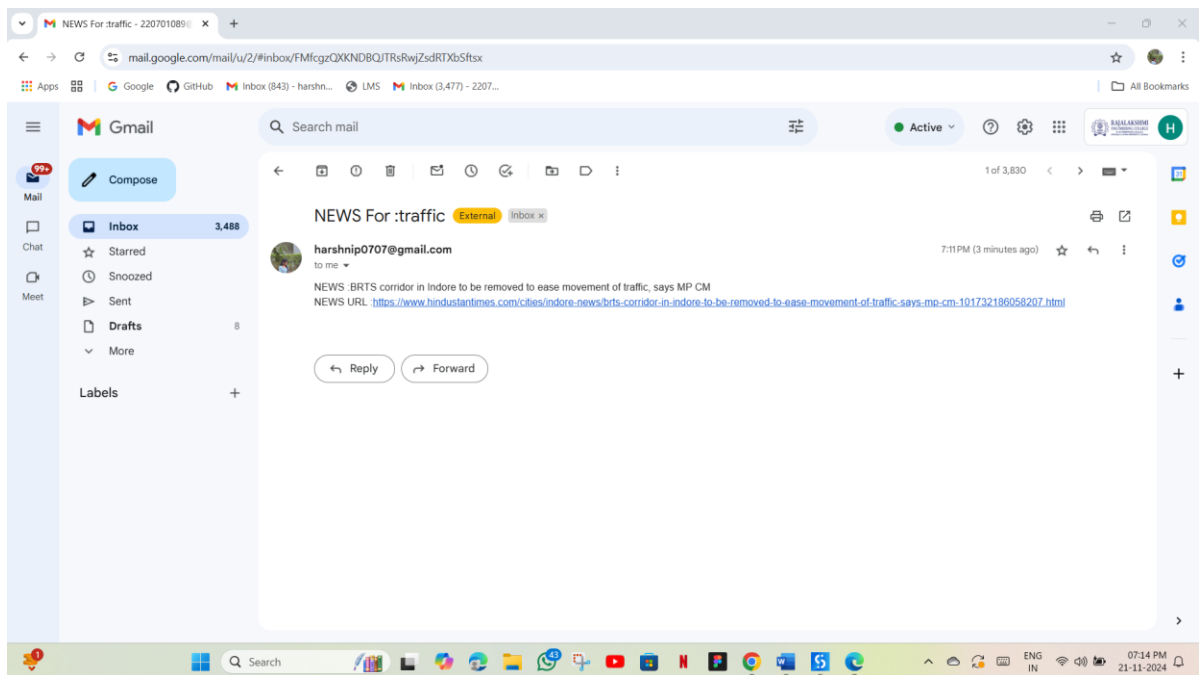 NEWS For :traffic - 220701089@
mail.google.com/mail/u/2/#inbox/FMfcgzQXKNDBQJTRsRwjZsdRTXbSftsx
Apps Google GitHub Inbox (843) - harshn... LMS Inbox (3,477) - 2207... All Bookmarks
Gmail Search mail Active H
99+
Mail
Compose
1 of 3,830
31
Inbox 3,488
NEWS For :traffic External Inbox x
Chat
Starred
harshnip0707@gmail.com 7:11 PM (3 minutes ago)
to me
Snoozed
Meet
Sent
NEWS :BRTS corridor in Indore to be removed to ease movement of traffic, says MP CM
NEWS URL :https://www.hindustantimes.com/cities/indore-news/brts-corridor-in-indore-to-be-removed-to-ease-movement-of-traffic-says-mp-cm-101732186058207.html
Drafts 8
More
Reply Forward
Labels
1
Search
43
ENG
IN
07:14 PM
21-11-2024